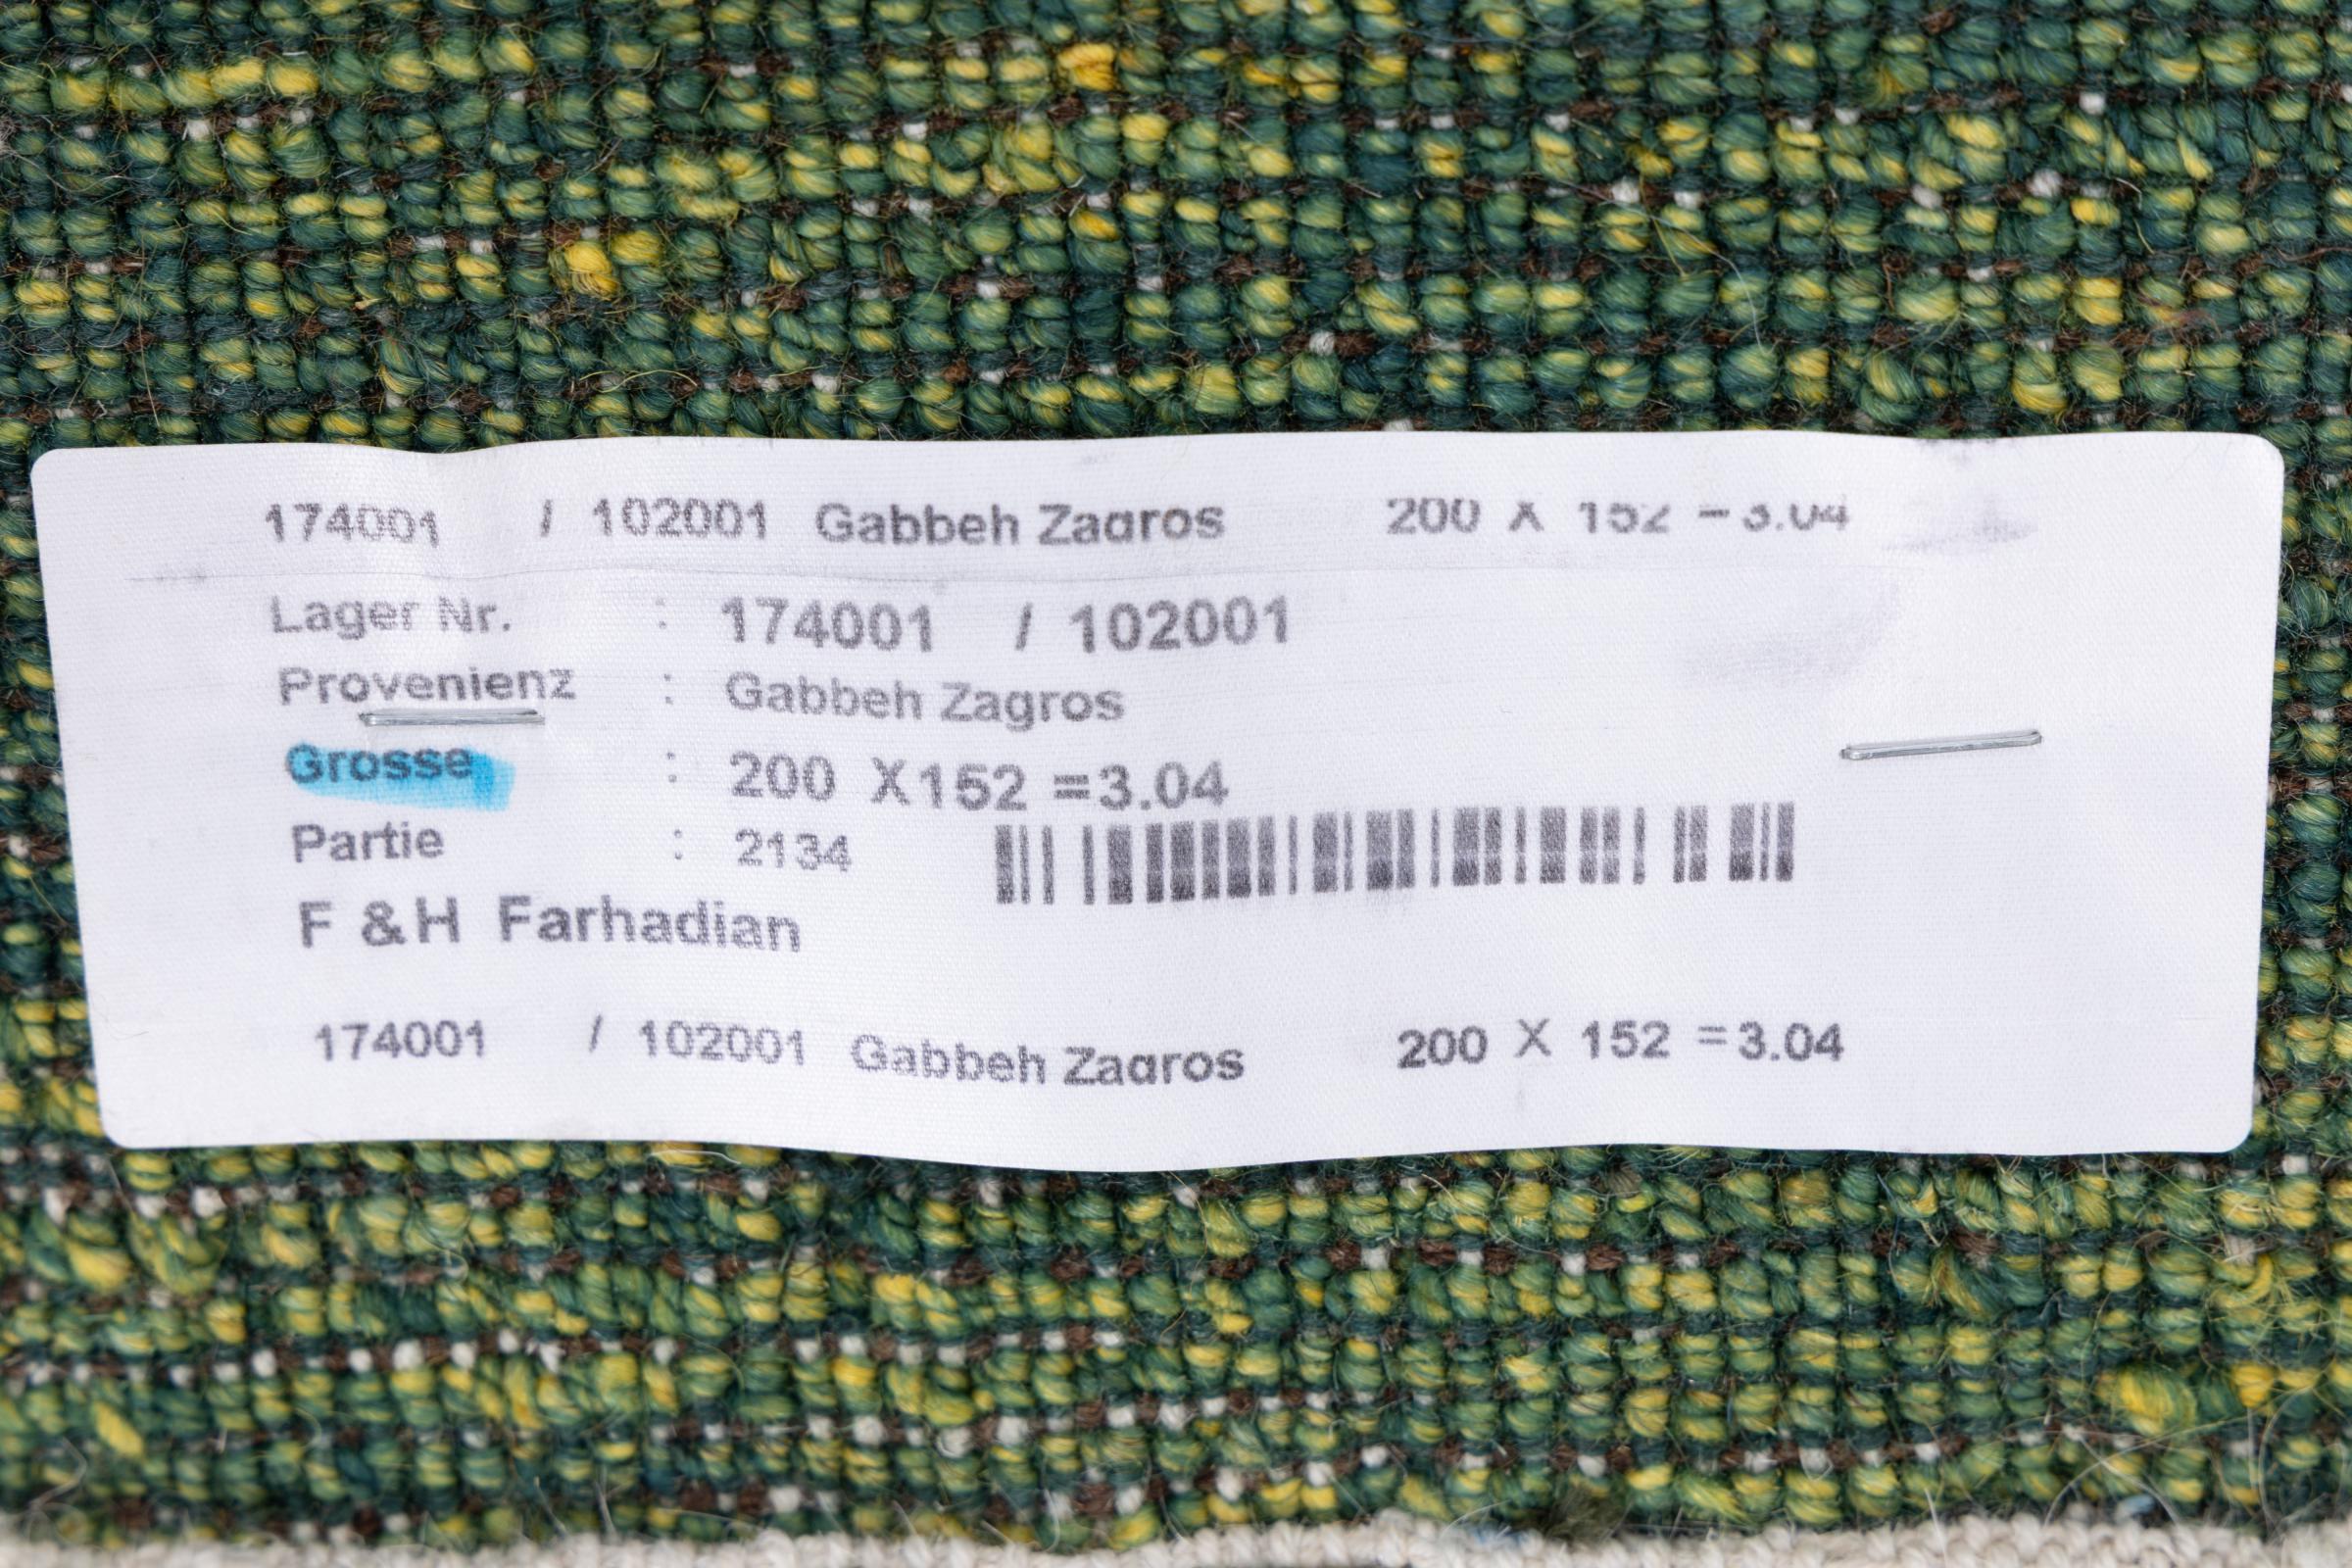 174001 / 102001 Gabbeh Zagros 200 X 152 = 3.04
Lager Nr. : 174001 / 102001
Provenienz : Gabbeh Zagros
Grosse : 200 X152 =3.04
Partie : 2134
F &H Farhadian
174001 / 102001 Gabbeh Zagros 200 X 152 =3.04